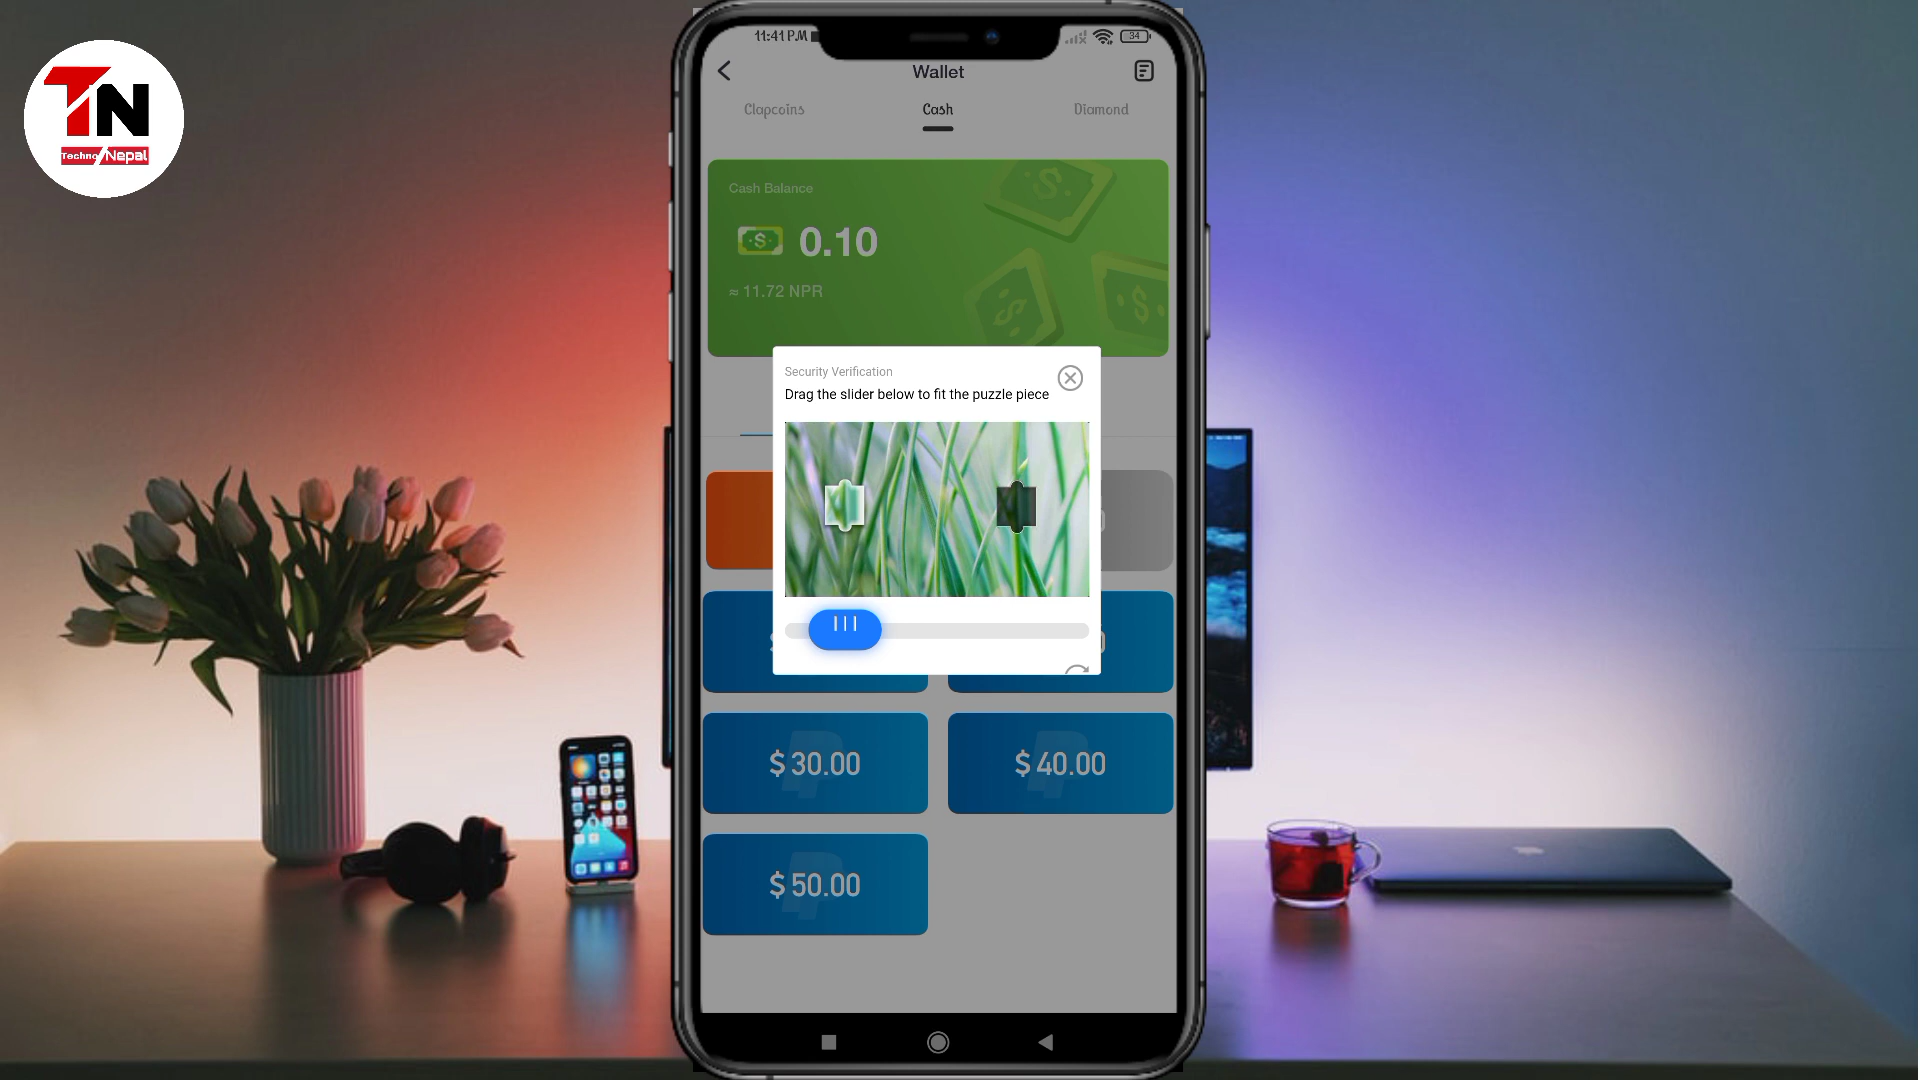 TN
Techno Nepal
11:41 P.M
34
Wallet
Clapcoins
Cash
Diamond
Cash Balance
0.10
≈ 11.72 NPR
Security Verification
Drag the slider below to fit the puzzle piece
$ 30.00
$ 40.00
$ 50.00